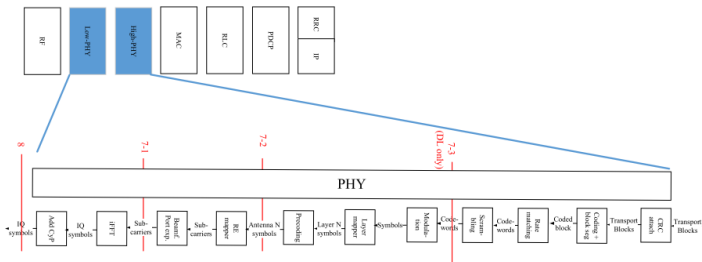 RF
Low-PHY
High-PHY
MAC
RLC
PDCP
RRC
IP
8
7-1
7-2
7-3
(DL only)
PHY
IQ
symbols
Add CyP
IQ
symbols
iFFT
Sub-
carriers
Beamf.
Port exp.
Sub-
carriers
RE
mapper
Antenna N
symbols
Precoding
Layer N
symbols
Layer
mapper
Symbols
Modula-
tion
Code-
words
Scram-
bling
Code-
words
Rate
matching
Coded
block
Coding +
block seg
Transport
Blocks
CRC
attach
Transport
Blocks